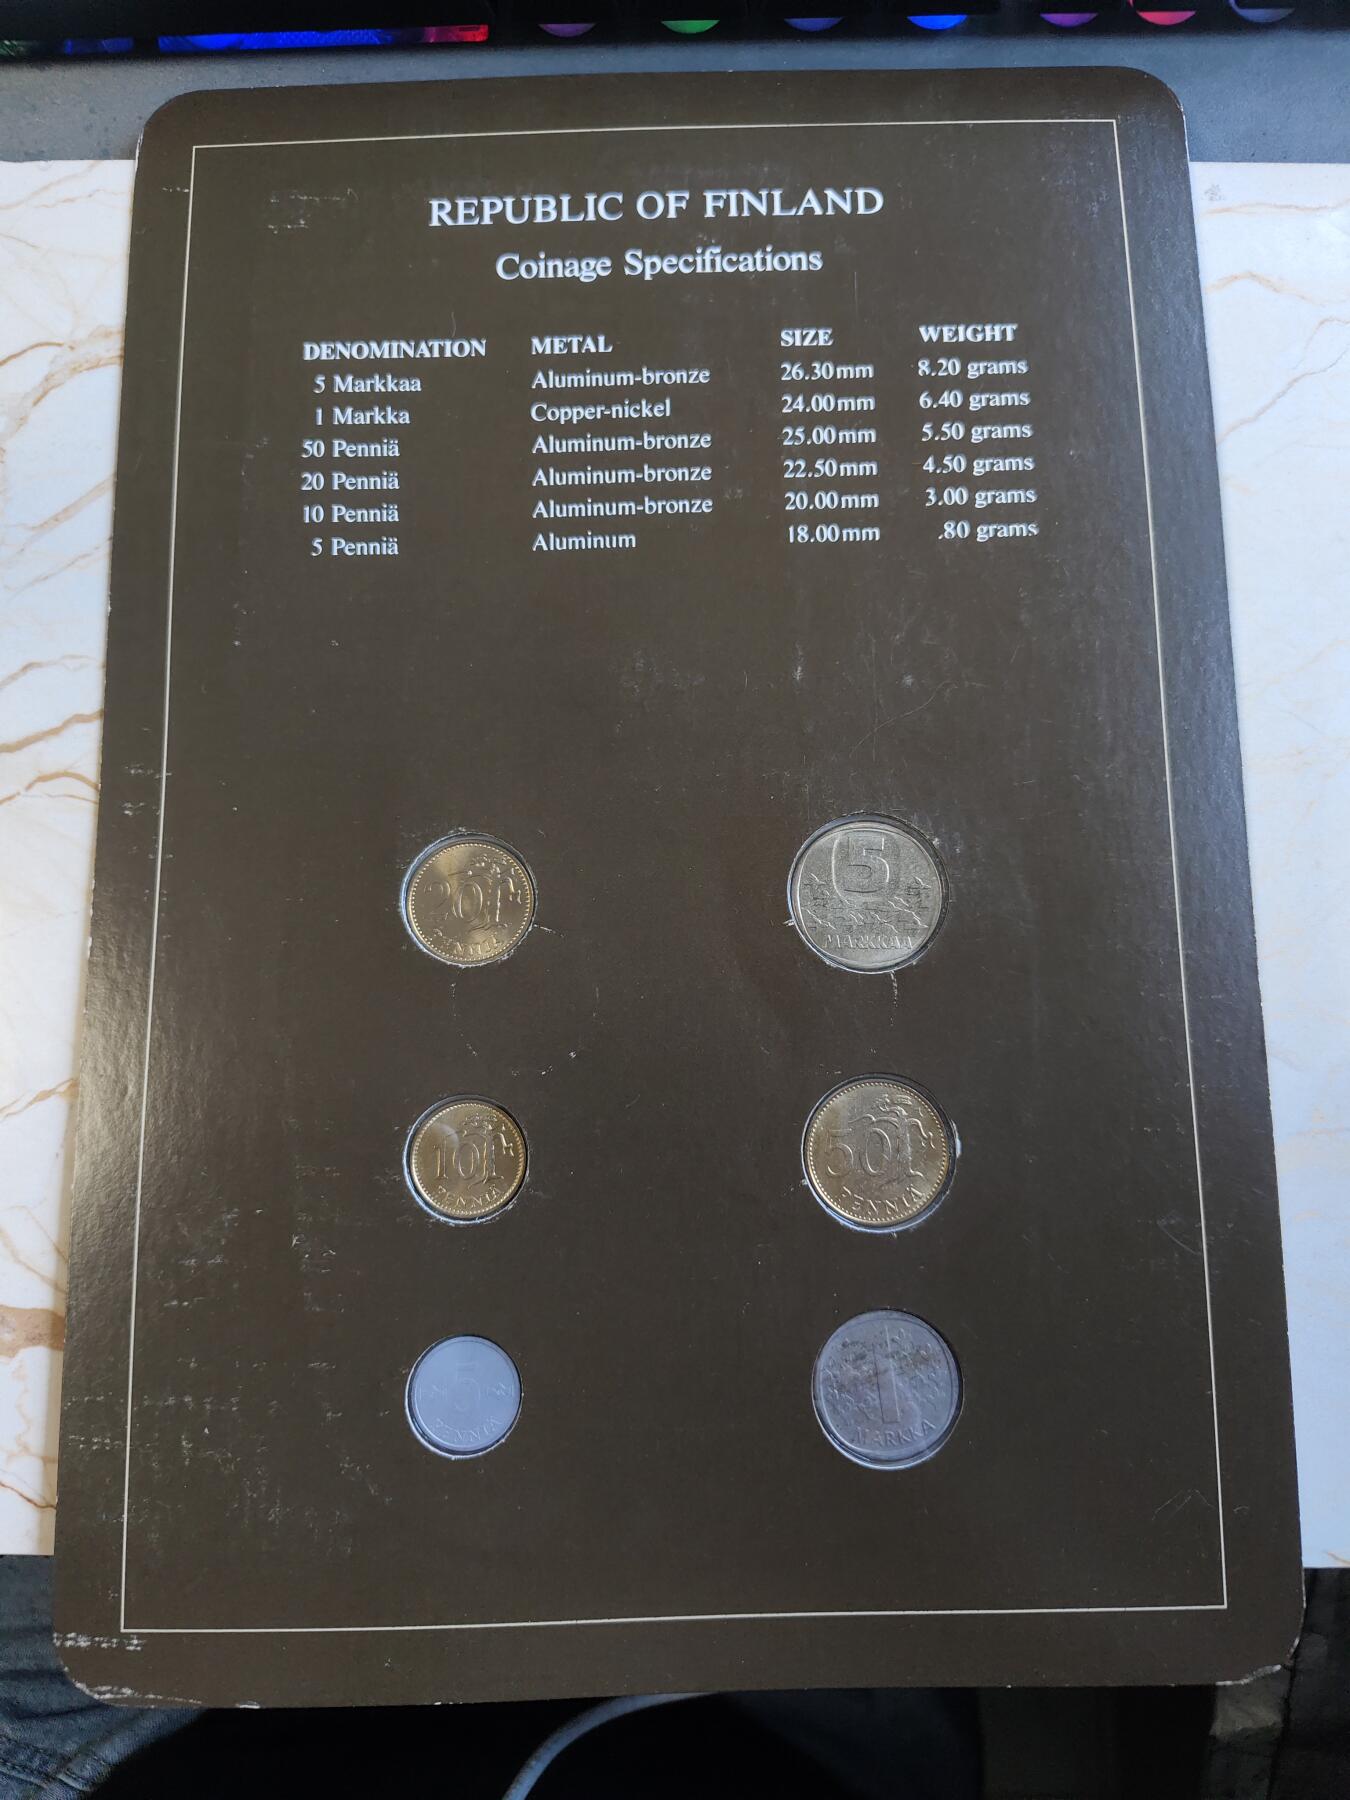 REPUBLIC OF FINLAND
Coinage Specifications
DENOMINATION METAL SIZE WEIGHT
5 Markkaa Aluminum-bronze 26.30mm 8.20 grams
1 Markka Copper-nickel 24.00mm 6.40 grams
50 Penniä Aluminum-bronze 25.00mm 5.50 grams
20 Penniä Aluminum-bronze 22.50mm 4.50 grams
10 Penniä Aluminum-bronze 20.00mm 3.00 grams
5 Penniä Aluminum 18.00mm .80 grams
20
PENNIÄ
5
MARKKAA
10
PENNIÄ
50
PENNIÄ
5
PENNIÄ
1
MARKKA